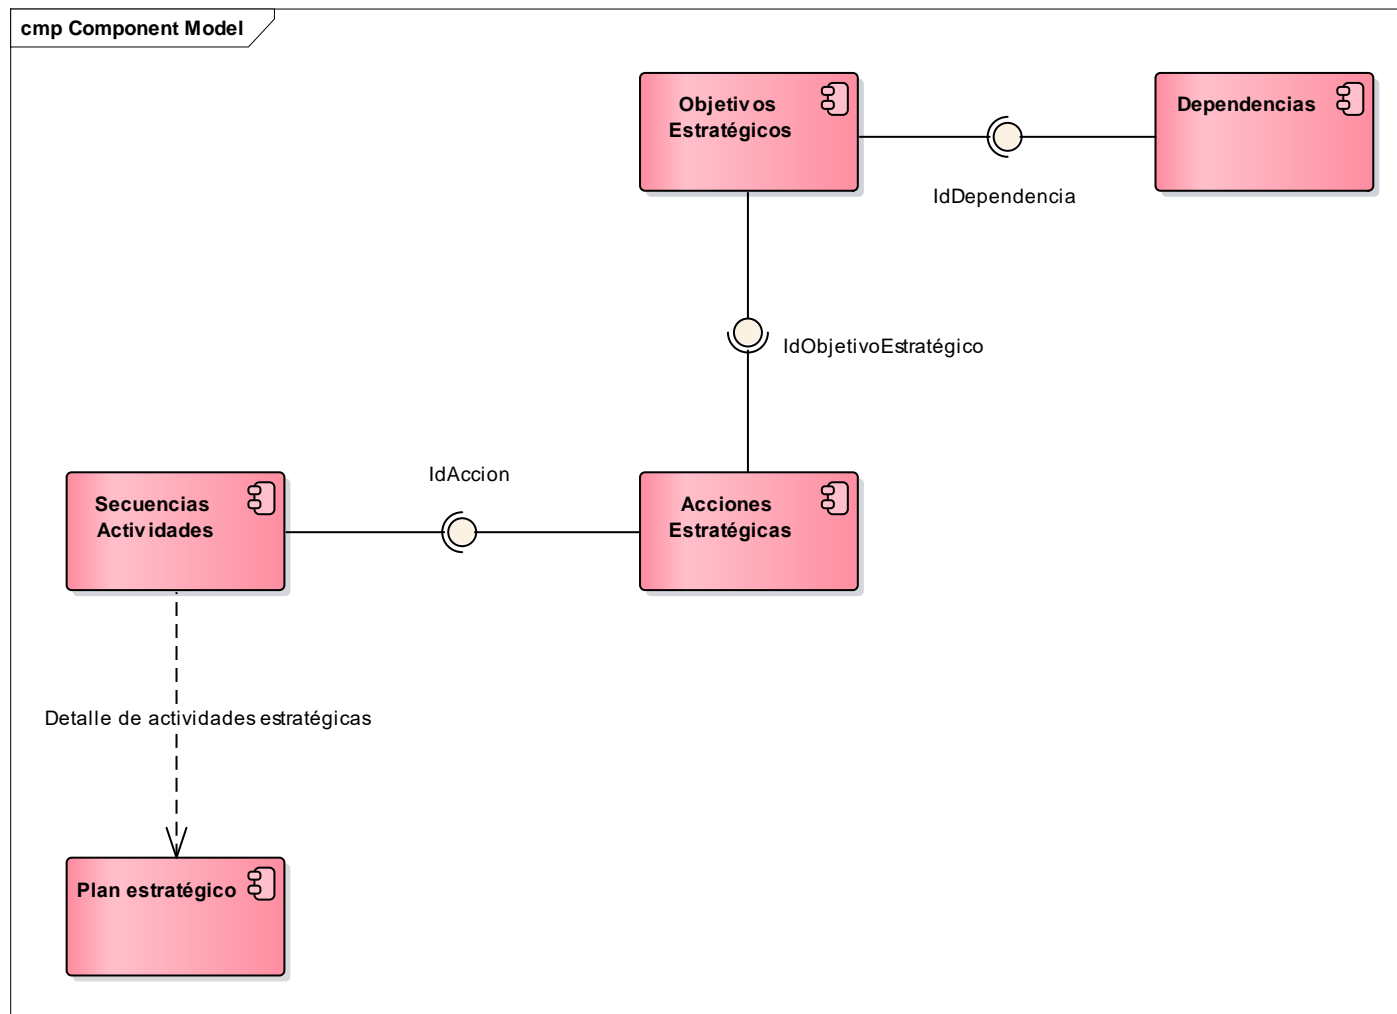 cmp Component Model
Objetivos
Estratégicos
Dependencias
IdDependencia
IdObjetivoEstratégico
IdAccion
Secuencias
Actividades
Acciones
Estratégicas
Detalle de actividades estratégicas
Plan estratégico